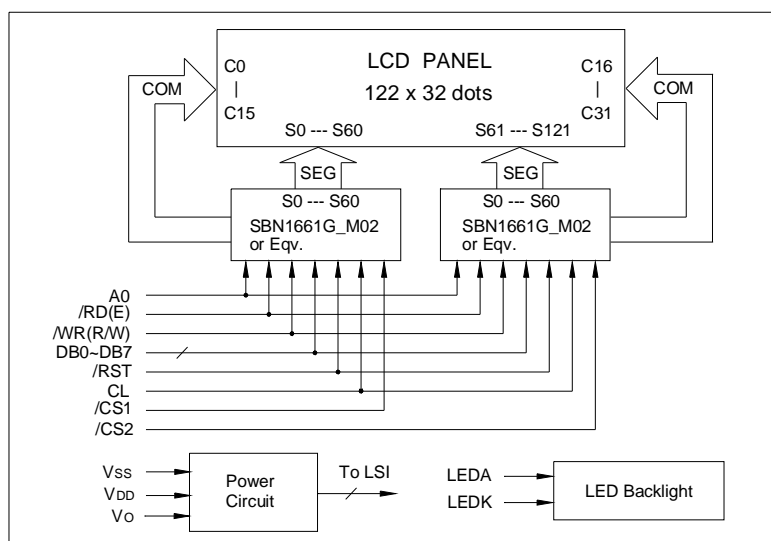 LCD PANEL
122 x 32 dots
C0
|
C15
C16
|
C31
COM
COM
S0 --- S60
S61 --- S121
SEG
SEG
S0 --- S60
SBN1661G_M02
or Eqv.
S0 --- S60
SBN1661G_M02
or Eqv.
A0
/RD(E)
/WR(R/W)
DB0~DB7
/RST
CL
/CS1
/CS2
VSS
VDD
VO
Power
Circuit
To LSI
LEDA
LEDK
LED Backlight